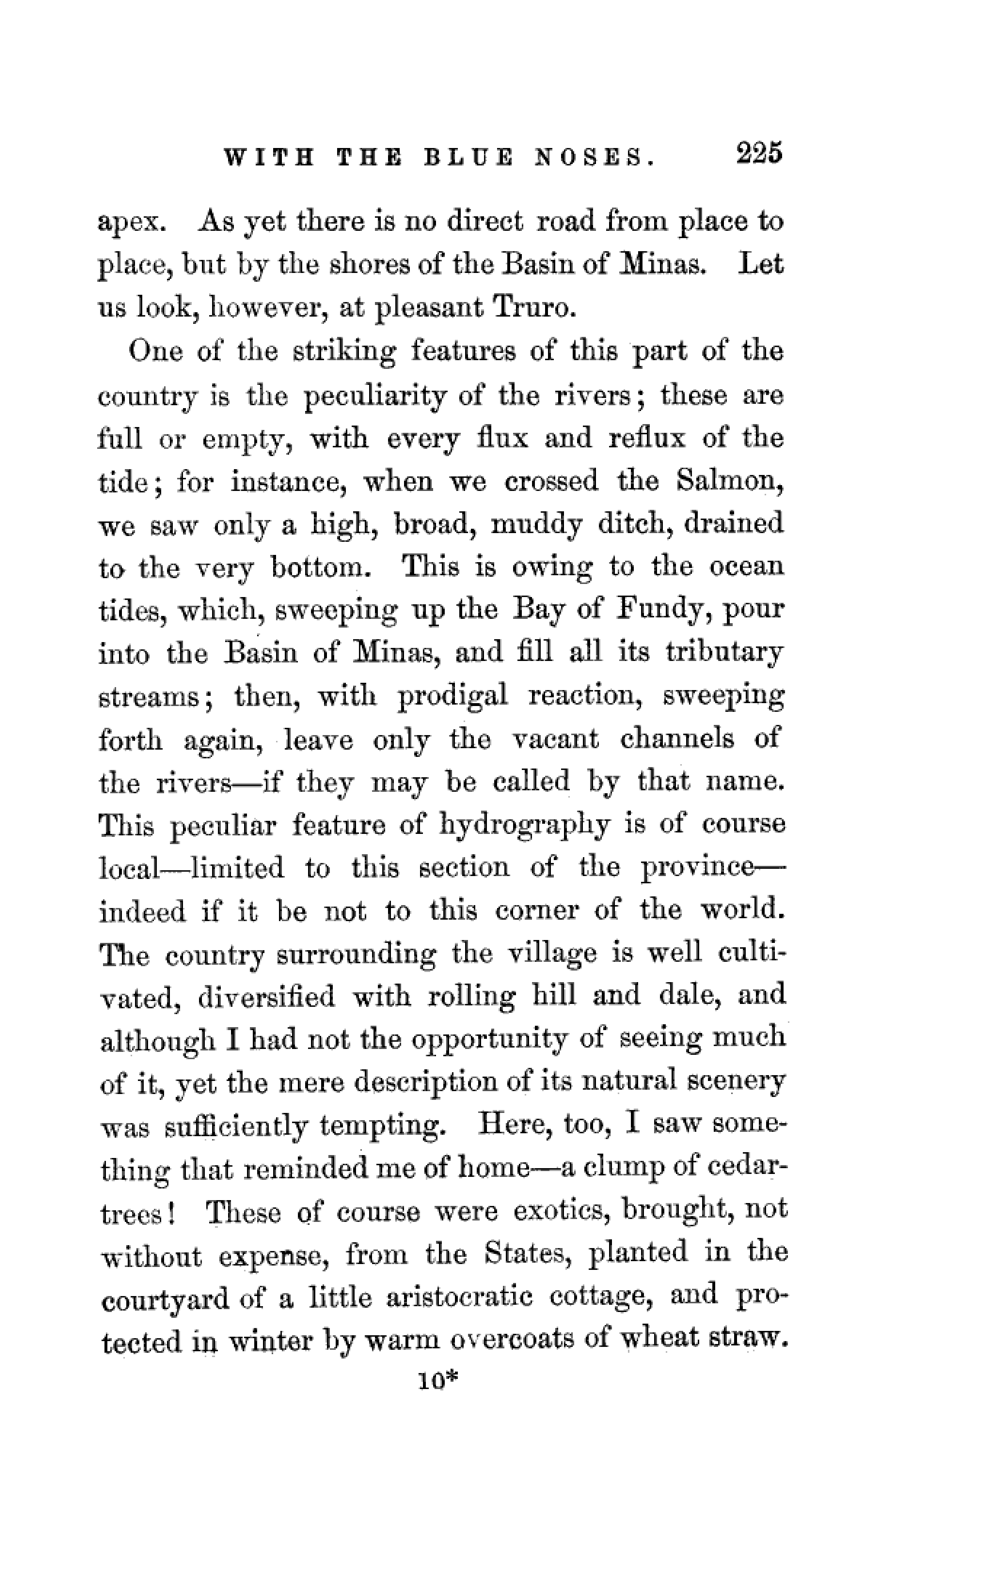 WITH THE BLUE NOSES. 225
apex. As yet there is no direct road from place to
place, but by the shores of the Basin of Minas. Let
us look, however, at pleasant Truro.
One of the striking features of this part of the
country is the peculiarity of the rivers; these are
full or empty, with every flux and reflux of the
tide; for instance, when we crossed the Salmon,
we saw only a high, broad, muddy ditch, drained
to the very bottom. This is owing to the ocean
tides, which, sweeping up the Bay of Fundy, pour
into the Basin of Minas, and fill all its tributary
streams; then, with prodigal reaction, sweeping
forth again, leave only the vacant channels of
the rivers—if they may be called by that name.
This peculiar feature of hydrography is of course
local—limited to this section of the province—
indeed if it be not to this corner of the world.
The country surrounding the village is well culti-
vated, diversified with rolling hill and dale, and
although I had not the opportunity of seeing much
of it, yet the mere description of its natural scenery
was sufficiently tempting. Here, too, I saw some-
thing that reminded me of home—a clump of cedar-
trees! These of course were exotics, brought, not
without expense, from the States, planted in the
courtyard of a little aristocratic cottage, and pro-
tected in winter by warm overcoats of wheat straw.
10*